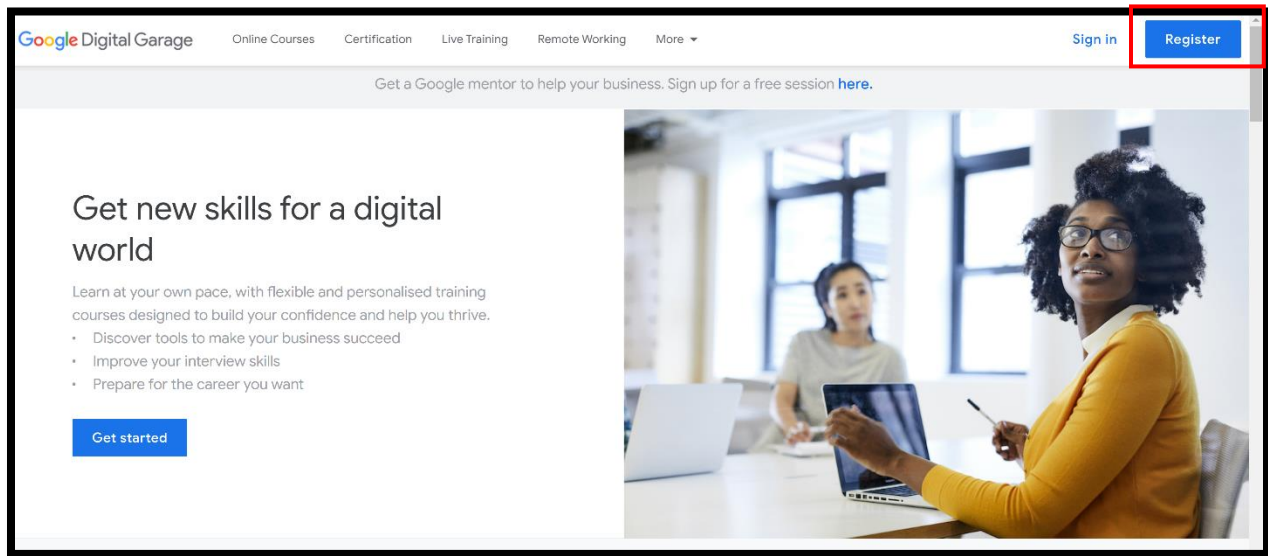 Google Digital Garage Online Courses Certification Live Training Remote Working More Sign in Register
Get a Google mentor to help your business. Sign up for a free session here.
Get new skills for a digital
world
Learn at your own pace, with flexible and personalised training
courses designed to build your confidence and help you thrive.
• Discover tools to make your business succeed
• Improve your interview skills
• Prepare for the career you want
Get started